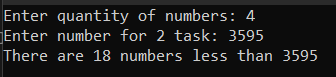 Enter quantity of numbers: 4
Enter number for 2 task: 3595
There are 18 numbers less than 3595